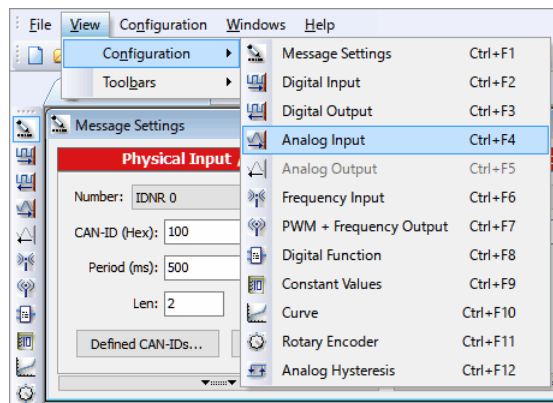 File View Configuration Windows Help
Configuration Message Settings Ctrl+F1
Toolbars Digital Input Ctrl+F2
Digital Output Ctrl+F3
Message Settings
Analog Input Ctrl+F4
Physical Input
Analog Output Ctrl+F5
Number: IDNR 0
Frequency Input Ctrl+F6
CAN-ID (Hex): 100
PWM + Frequency Output Ctrl+F7
Period (ms): 500
Digital Function Ctrl+F8
Constant Values Ctrl+F9
Len: 2
Curve Ctrl+F10
Defined CAN-IDs...
Rotary Encoder Ctrl+F11
Analog Hysteresis Ctrl+F12